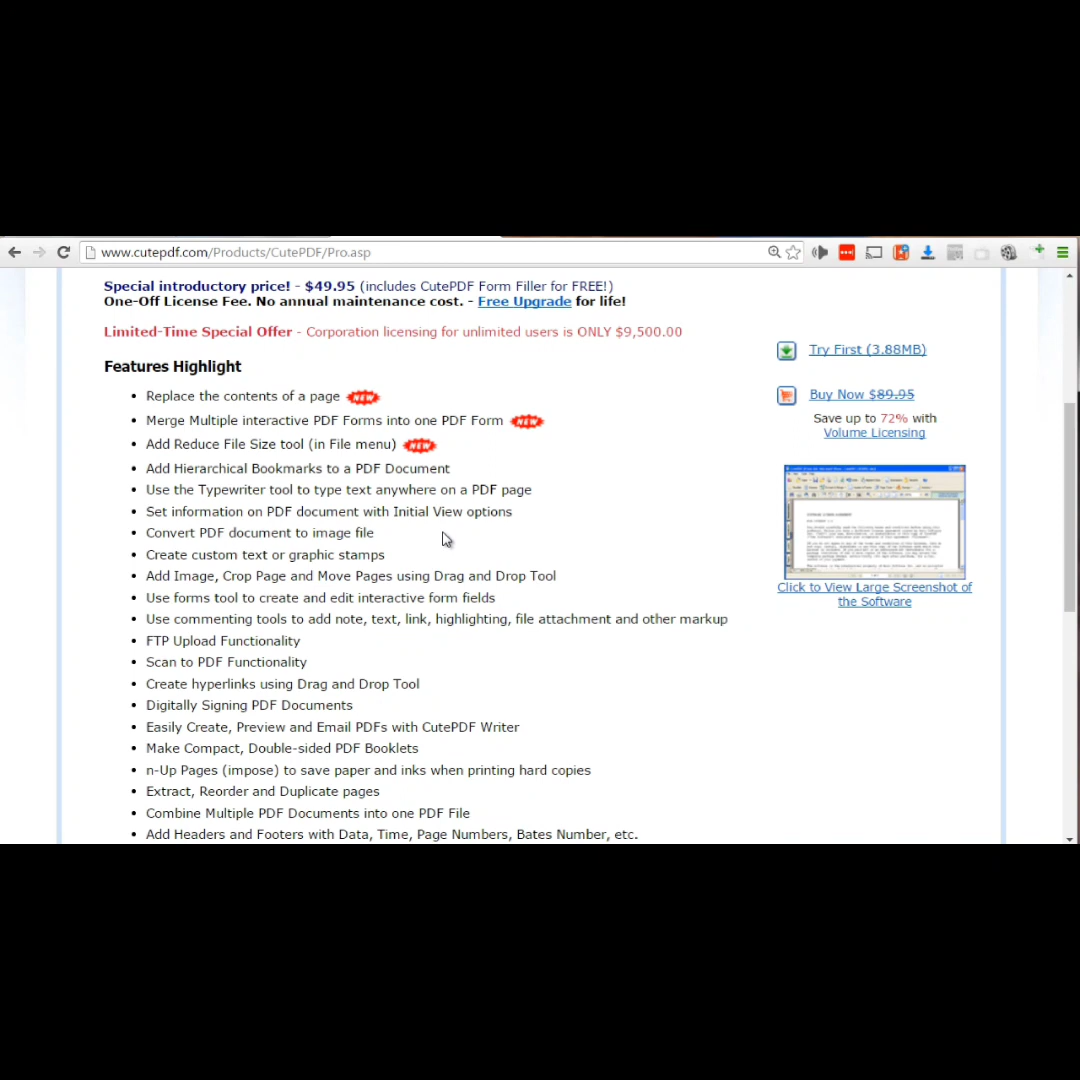 www.cutepdf.com/Products/CutePDF/Pro.asp
Special introductory price! - $49.95 (includes CutePDF Form Filler for FREE!)
One-Off License Fee. No annual maintenance cost. - Free Upgrade for life!
Limited-Time Special Offer - Corporation licensing for unlimited users is ONLY $9,500.00
Features Highlight
• Replace the contents of a page NEW
• Merge Multiple interactive PDF Forms into one PDF Form NEW
• Add Reduce File Size tool (in File menu) NEW
• Add Hierarchical Bookmarks to a PDF Document
• Use the Typewriter tool to type text anywhere on a PDF page
• Set information on PDF document with Initial View options
• Convert PDF document to image file
• Create custom text or graphic stamps
• Add Image, Crop Page and Move Pages using Drag and Drop Tool
• Use forms tool to create and edit interactive form fields
• Use commenting tools to add note, text, link, highlighting, file attachment and other markup
• FTP Upload Functionality
• Scan to PDF Functionality
• Create hyperlinks using Drag and Drop Tool
• Digitally Signing PDF Documents
• Easily Create, Preview and Email PDFs with CutePDF Writer
• Make Compact, Double-sided PDF Booklets
• n-Up Pages (impose) to save paper and inks when printing hard copies
• Extract, Reorder and Duplicate pages
• Combine Multiple PDF Documents into one PDF File
• Add Headers and Footers with Data, Time, Page Numbers, Bates Number, etc.
Try First (3.88MB)
Buy Now $89.95
Save up to 72% with
Volume Licensing
Click to View Large Screenshot of
the Software